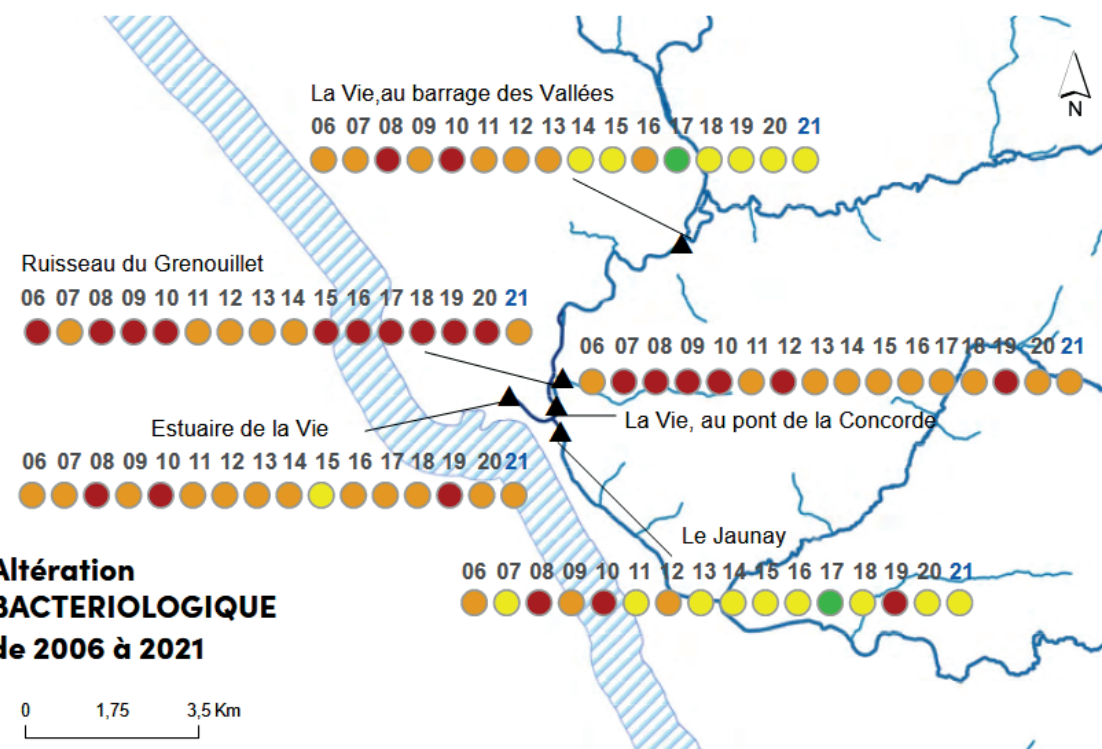 La Vie,au barrage des Vallées
06 07 08 09 10 11 12 13 14 15 16 17 18 19 20 21
N
Ruisseau du Grenouillet
06 07 08 09 10 11 12 13 14 15 16 17 18 19 20 21
06 07 08 09 10 11 12 13 14 15 16 17 18 19 20 21
La Vie, au pont de la Concorde
Estuaire de la Vie
06 07 08 09 10 11 12 13 14 15 16 17 18 19 20 21
Le Jaunay
06 07 08 09 10 11 12 13 14 15 16 17 18 19 20 21
Altération
BACTERIOLOGIQUE
de 2006 à 2021
0 1,75 3,5 Km